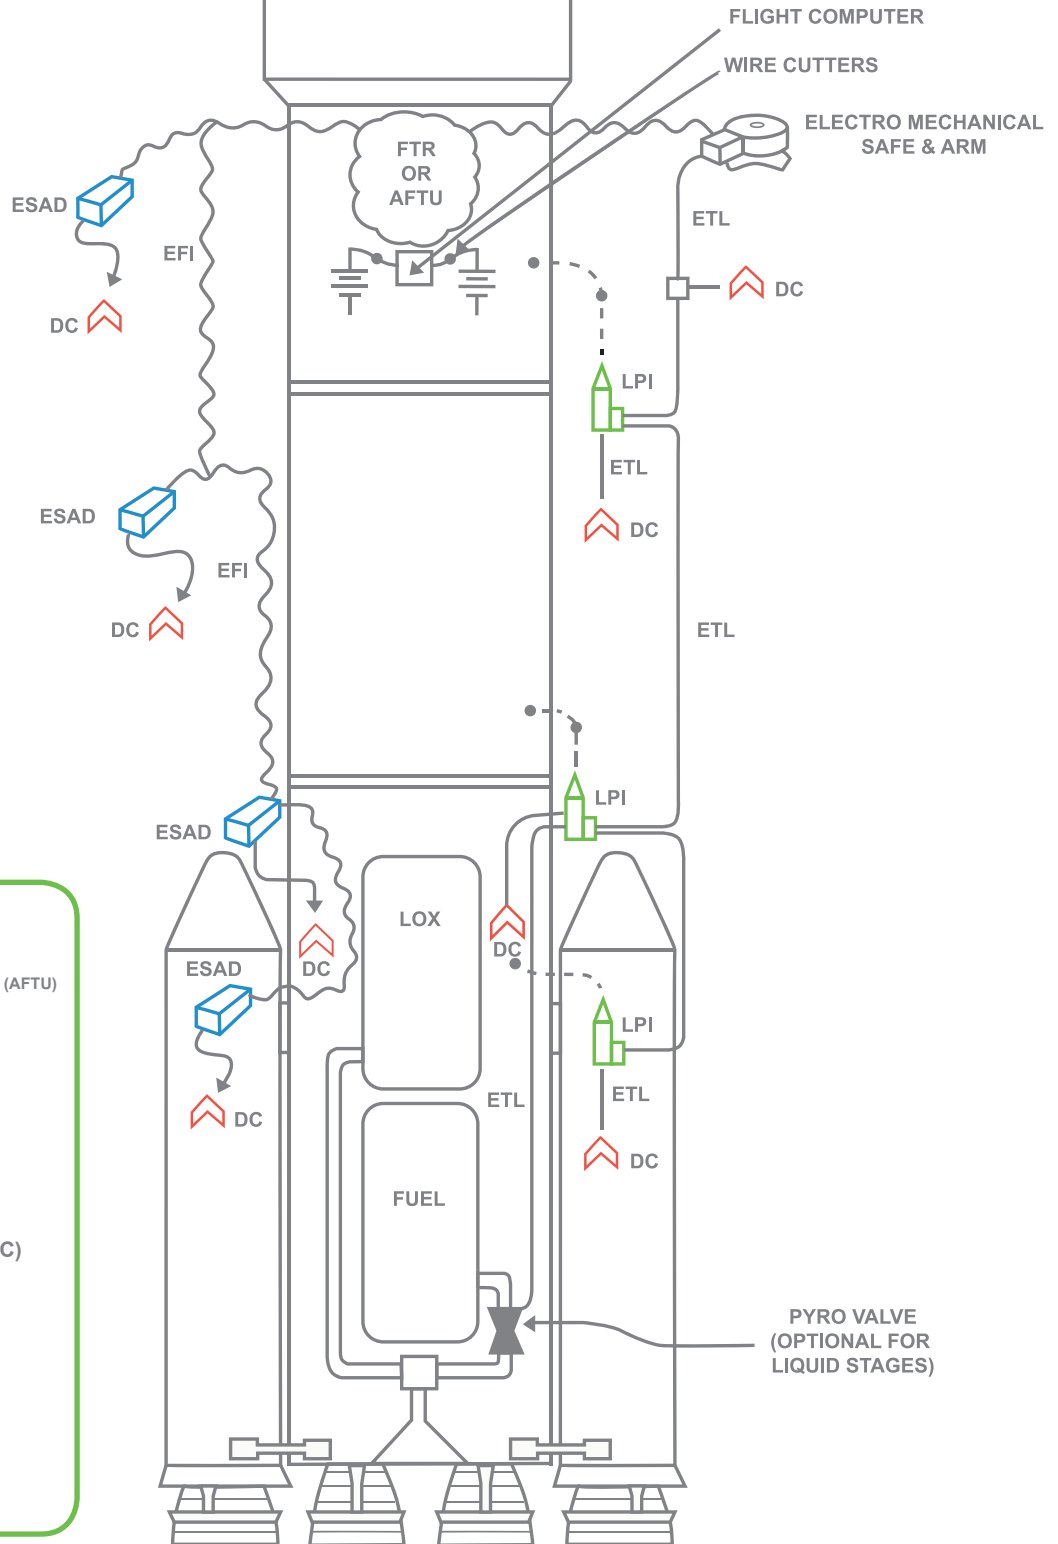 FLIGHT COMPUTER
WIRE CUTTERS
ELECTRO MECHANICAL
SAFE & ARM
FTR
OR
AFTU
ESAD
ETL
EFI
DC
DC
LPI
ETL
ESAD
DC
EFI
DC
ETL
LPI
ESAD
LOX
DC
ESAD
DC
(AFTU)
LPI
ETL
ETL
DC
DC
FUEL
C)
PYRO VALVE
(OPTIONAL FOR
LIQUID STAGES)